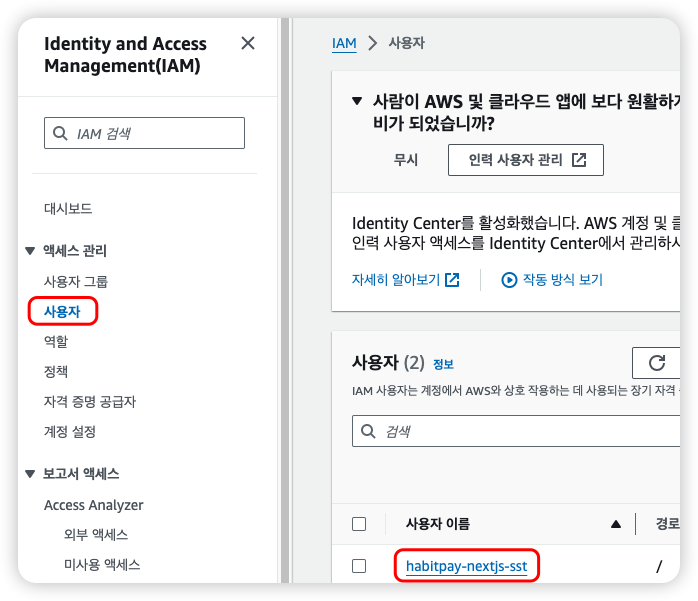 Identity and Access
Management(IAM)
IAM 검색
대시보드
액세스 관리
사용자 그룹
사용자
역할
정책
자격 증명 공급자
계정 설정
보고서 액세스
Access Analyzer
외부 액세스
미사용 액세스
IAM > 사용자
사람이 AWS 및 클라우드 앱에 보다 원활하게
비가 되었습니까?
무시
인력 사용자 관리
Identity Center를 활성화했습니다. AWS 계정 및 클
인력 사용자 액세스를 Identity Center에서 관리하시
자세히 알아보기
작동 방식 보기
사용자 (2) 정보
IAM 사용자는 계정에서 AWS와 상호 작용하는 데 사용되는 장기 자격
검색
사용자 이름
경로
habitpay-nextjs-sst
/